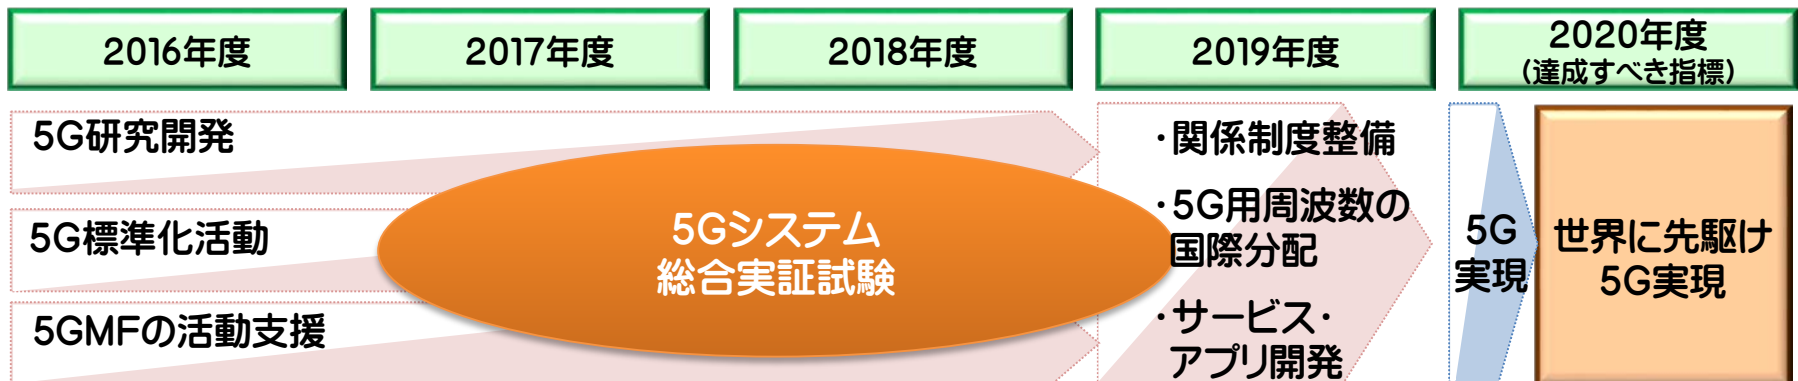 2016年度
2017年度
2018年度
2019年度
2020年度
(達成すべき指標)
5G研究開発
5G標準化活動
5GMFの活動支援
5Gシステム
総合実証試験
・関係制度整備
・5G用周波数の
国際分配
・サービス・
アプリ開発
5G
実現
世界に先駆け
5G実現